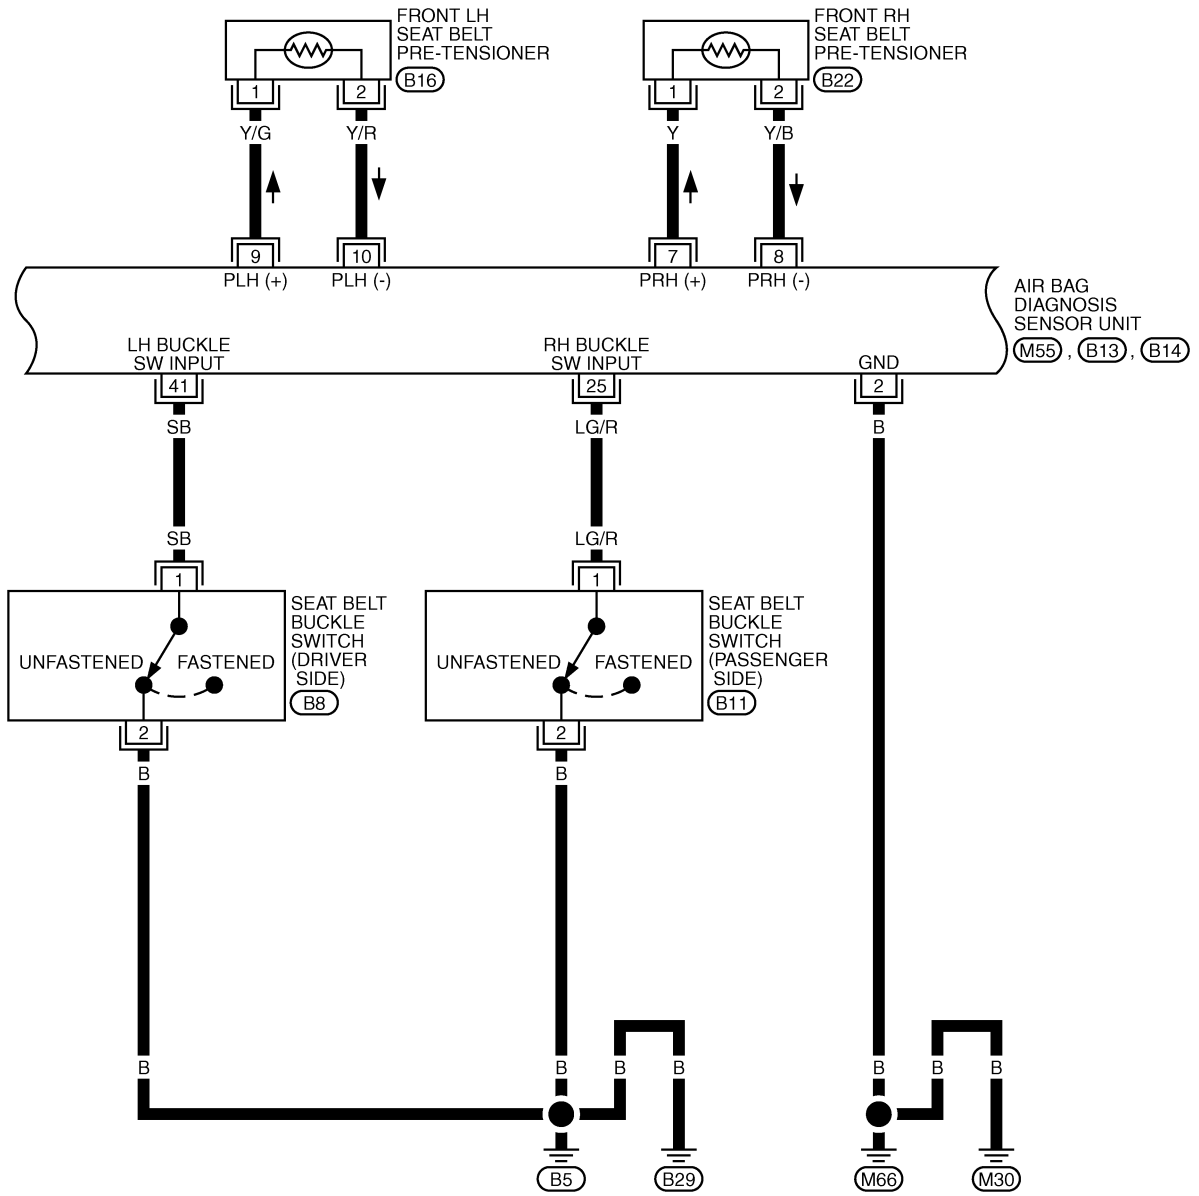 FRONT LH
SEAT BELT
PRE-TENSIONER
B16
FRONT RH
SEAT BELT
PRE-TENSIONER
B22
1
2
1
2
Y/G
Y/R
Y
Y/B
9
10
7
8
PLH (+)
PLH (-)
PRH (+)
PRH (-)
AIR BAG
DIAGNOSIS
SENSOR UNIT
M55 , B13 , B14
LH BUCKLE
SW INPUT
RH BUCKLE
SW INPUT
GND
41
25
2
SB
LG/R
B
SB
LG/R
1
1
SEAT BELT
BUCKLE
SWITCH
(DRIVER
SIDE)
B8
UNFASTENED
FASTENED
SEAT BELT
BUCKLE
SWITCH
(PASSENGER
SIDE)
B11
UNFASTENED
FASTENED
2
2
B
B
B
B
B
B
B
B
B
B5
B29
M66
M30